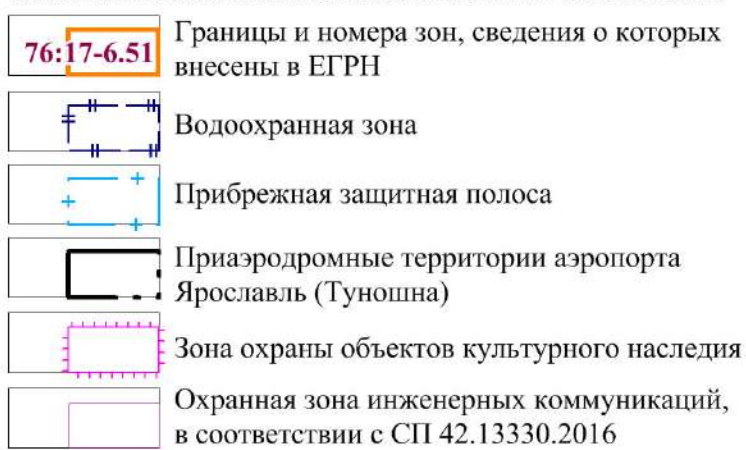 76:17-6.51 Границы и номера зон, сведения о которых
внесены в ЕГРН
Водоохранная зона
Прибрежная защитная полоса
Приаэродромные территории аэропорта
Ярославль (Туношна)
Зона охраны объектов культурного наследия
Охранная зона инженерных коммуникаций,
в соответствии с СП 42.13330.2016